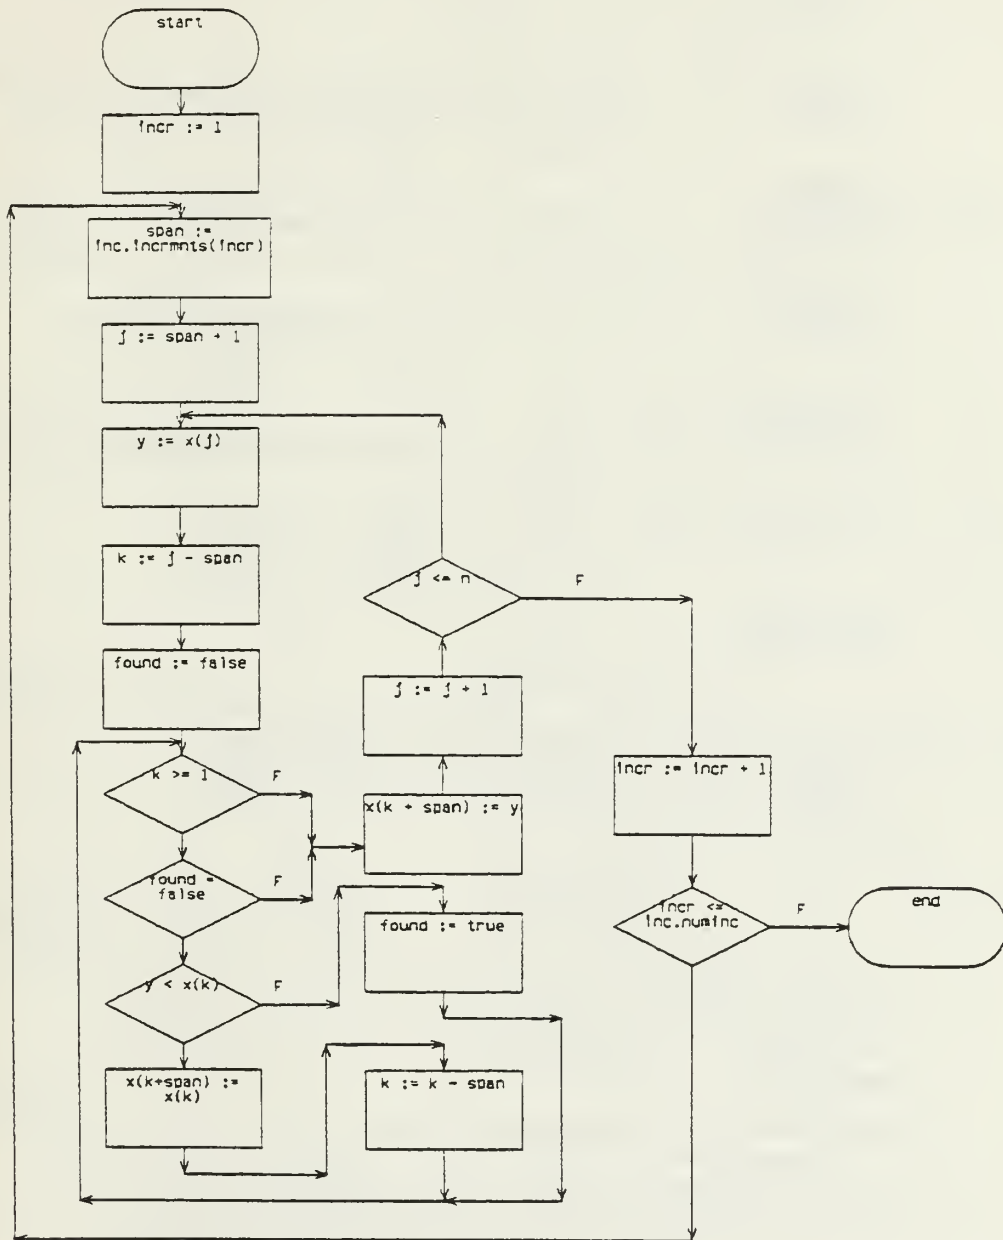 start
incr := 1
span :=
inc.incrmnts(incr)
j := span + 1
y := x(j)
k := j - span
found := false
k >= 1
F
found =
false
F
y < x(k)
F
x(k+span) :=
x(k)
j <= n
F
j := j + 1
x(k + span) := y
found := true
k := k - span
incr := incr + 1
incr <=
inc.numinc
F
end